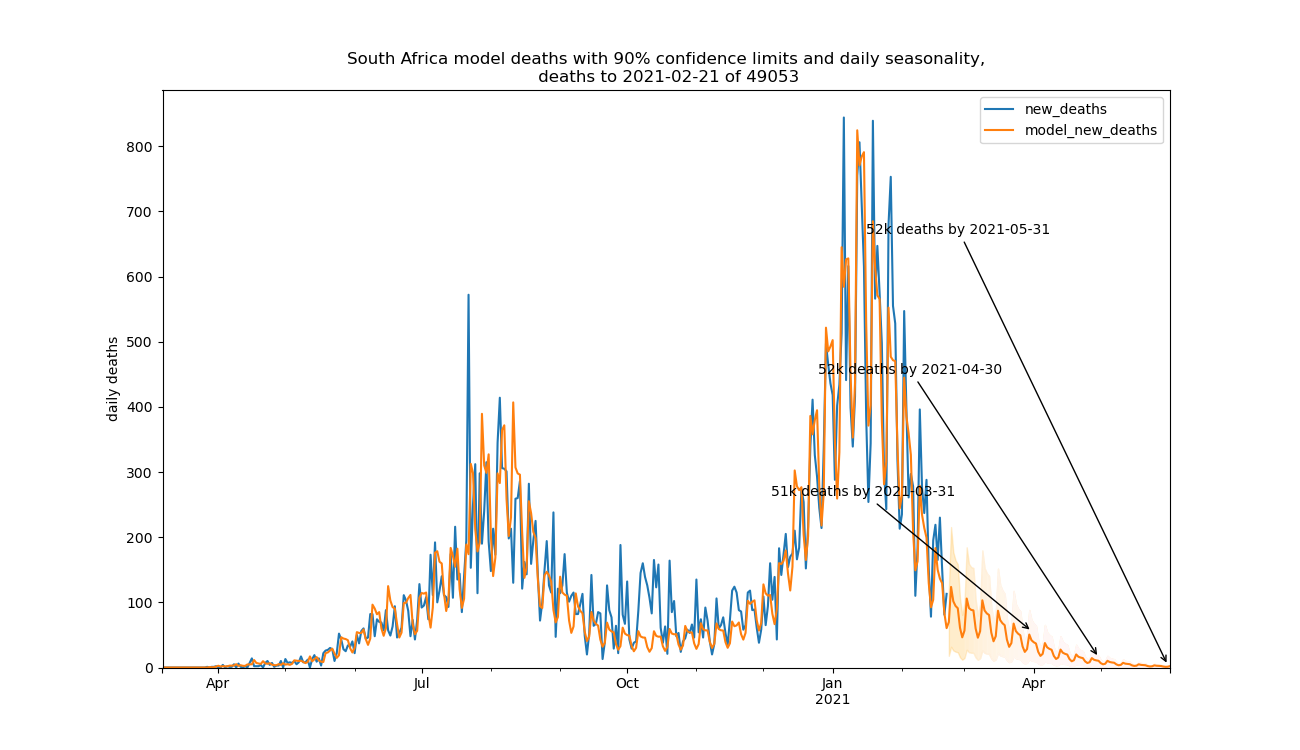 South Africa model deaths with 90% confidence limits and daily seasonality,
deaths to 2021-02-21 of 49053
new_deaths
model_new_deaths
800
700
600
500
400
300
200
100
0
daily deaths
52k deaths by 2021-05-31
52k deaths by 2021-04-30
51k deaths by 2021-03-31
Apr
Jul
Oct
Jan
2021
Apr